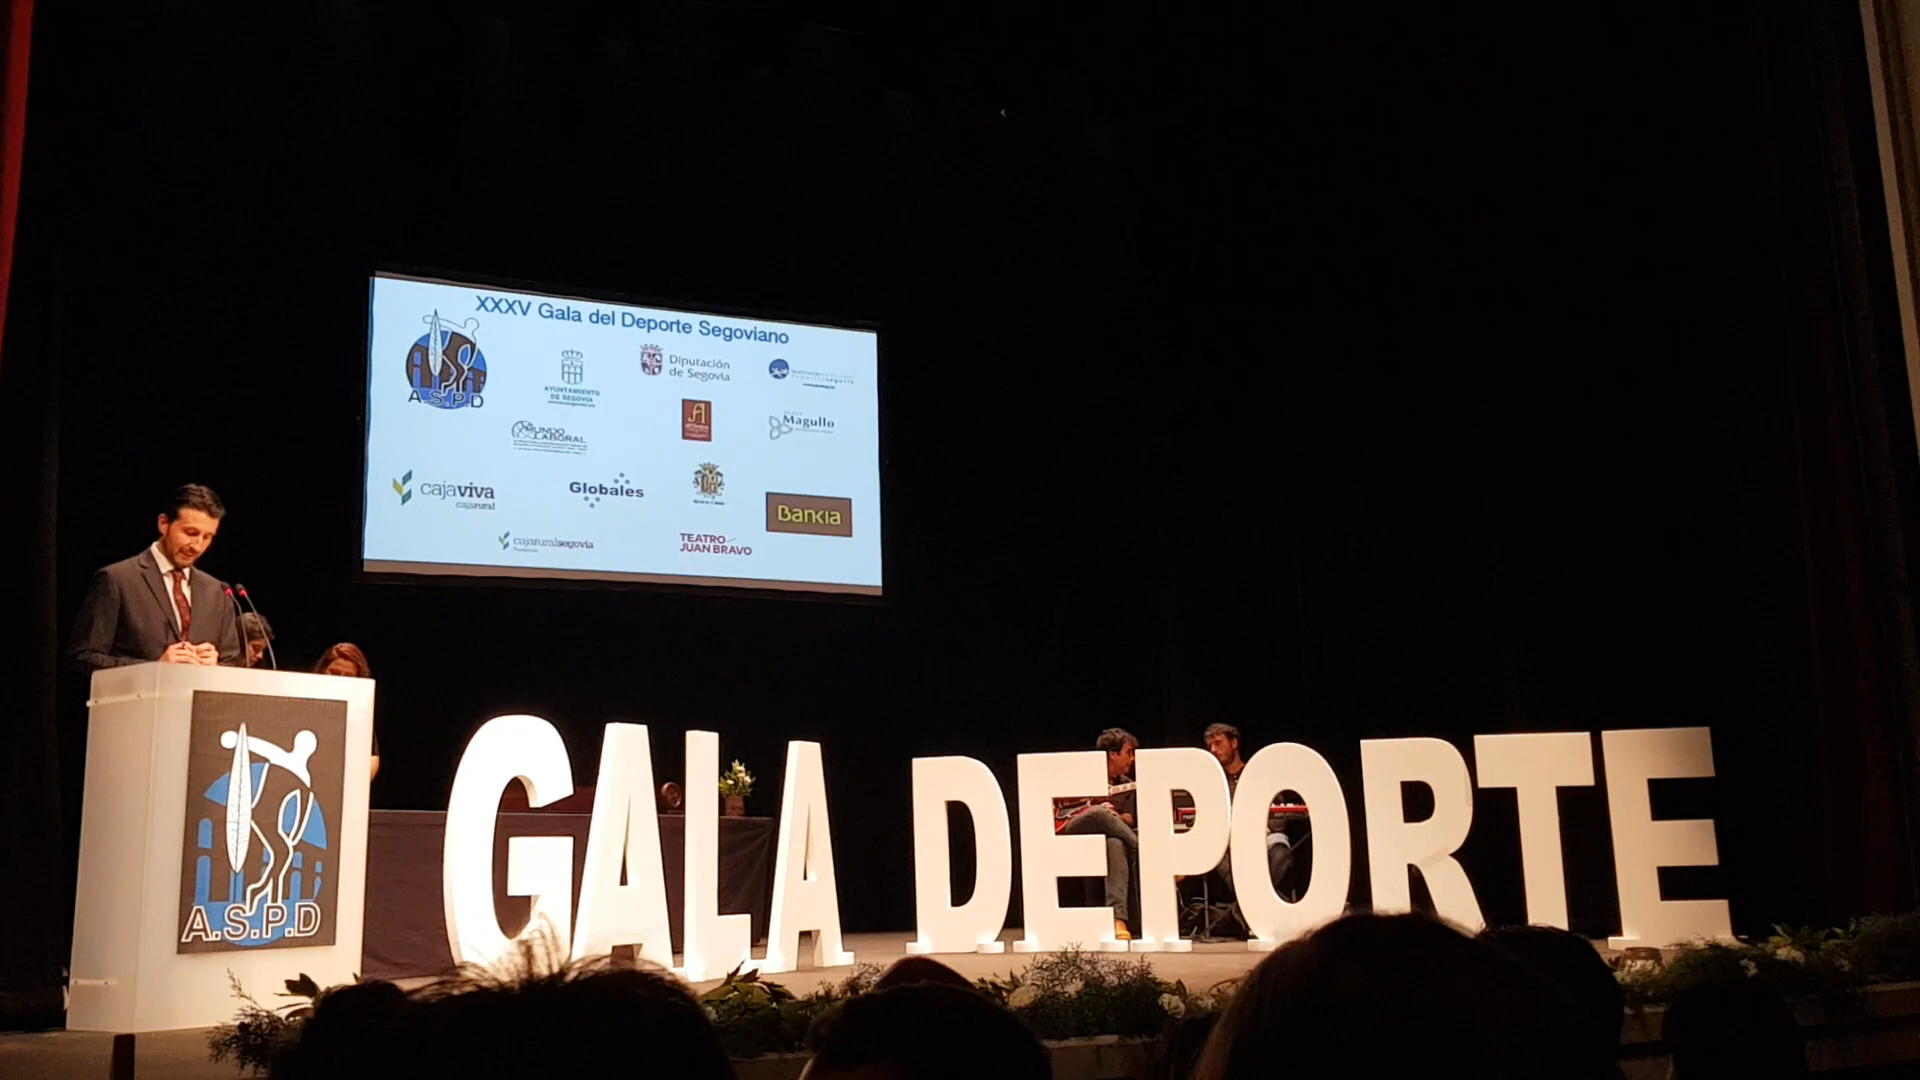 XXXV Gala del Deporte Segoviano
A.S.P.D
AYUNTAMIENTO
DE SEGOVIA
Diputación
de Segovia
MUNDO
LABORAL
A
Magullo
cajaviva
cajarural
Globales
Bankia
cajaruralsegovia
TEATRO
JUAN BRAVO
A.S.P.D
GALA DEPORTE